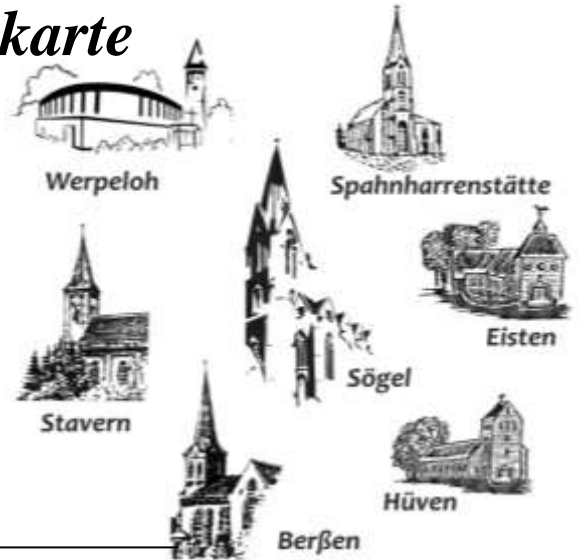 karte
Werpeloh
Spahnharrenstätte
Eisten
Sögel
Stavern
Hüven
Berßen